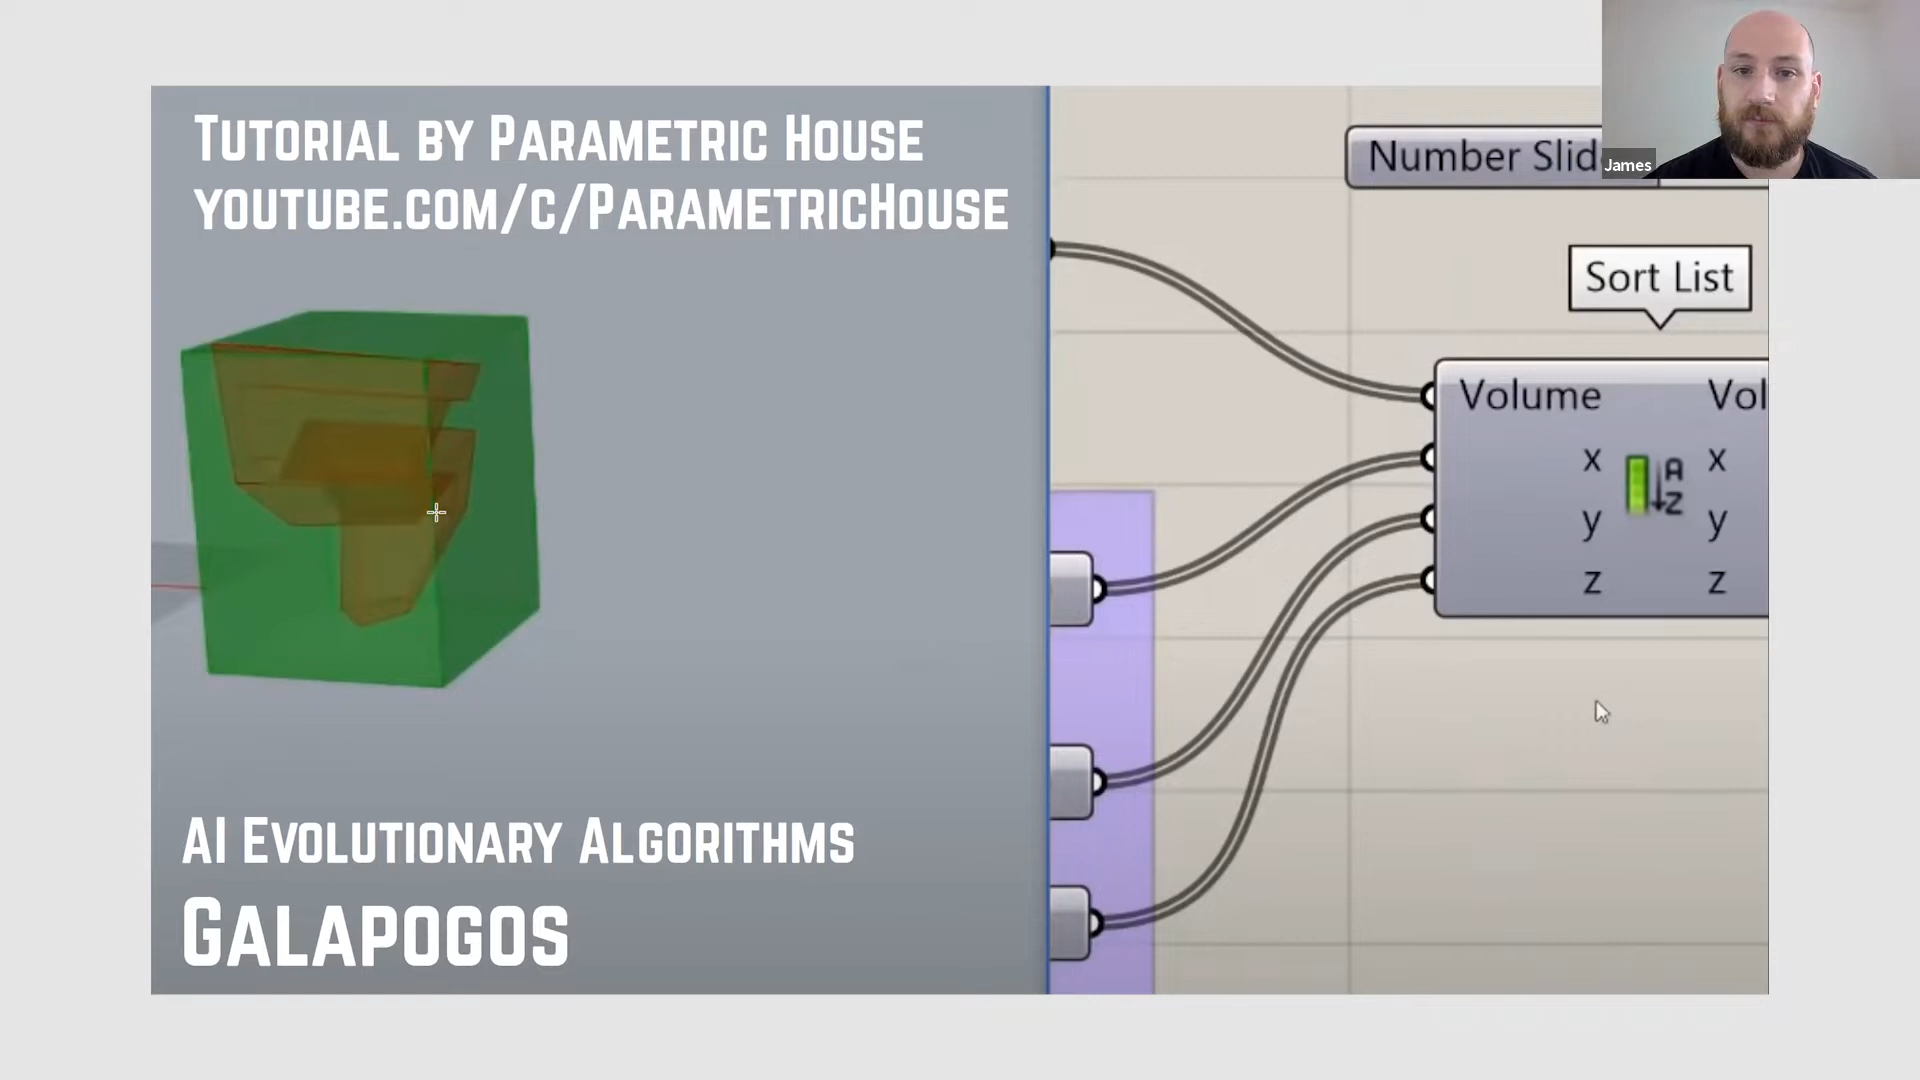 Tutorial by Parametric House
youtube.com/c/ParametricHouse
Number Slid
James
Sort List
Volume Vol
x x
y y
z z
A
Z
AI Evolutionary Algorithms
Galapogos